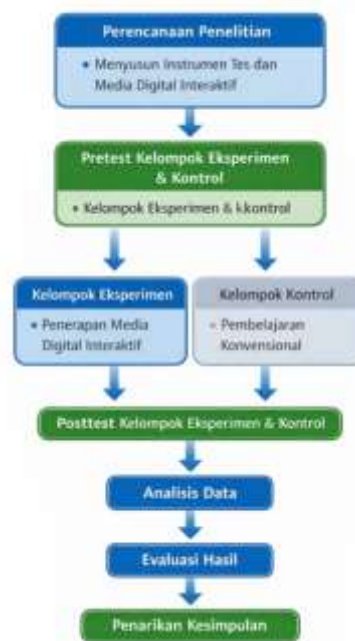 Perencanaan Penelitian
• Menyusun Instrumen Tes dan
Media Digital Interaktif
Pretest Kelompok Eksperimen
& Kontrol
• Kelompok Eksperimen & kkontrol
Kelompok Eksperimen
• Penerapan Media
Digital Interaktif
Kelompok Kontrol
• Pembelajaran
Konvensional
Posttest Kelompok Eksperimen & Kontrol
Analisis Data
Evaluasi Hasil
Penarikan Kesimpulan